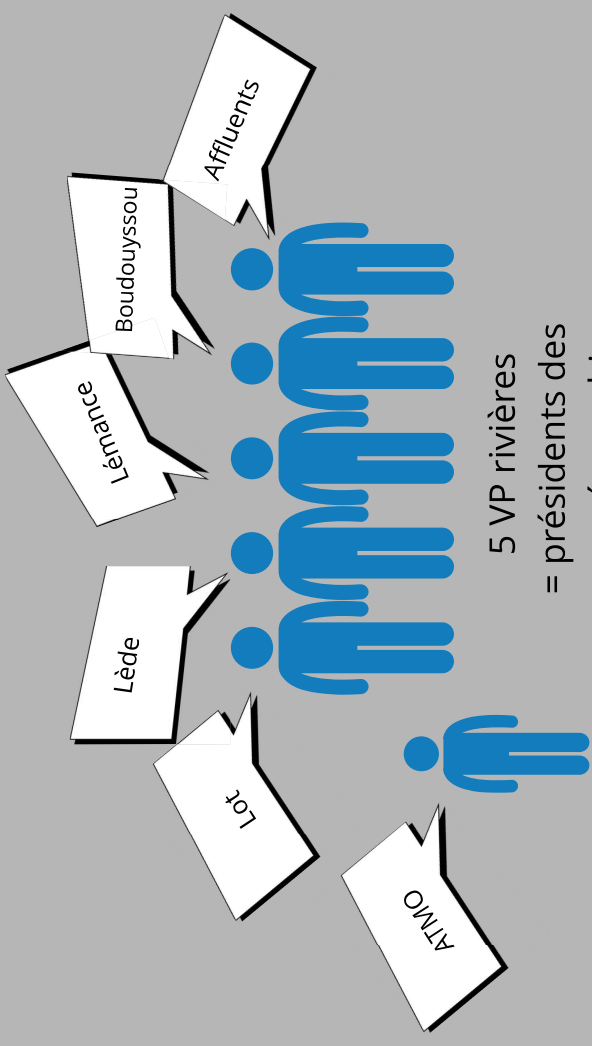 ATMO
Lot
Lède
Lémance
Boudouyssou
Affluents
5 VP rivières
= présidents des